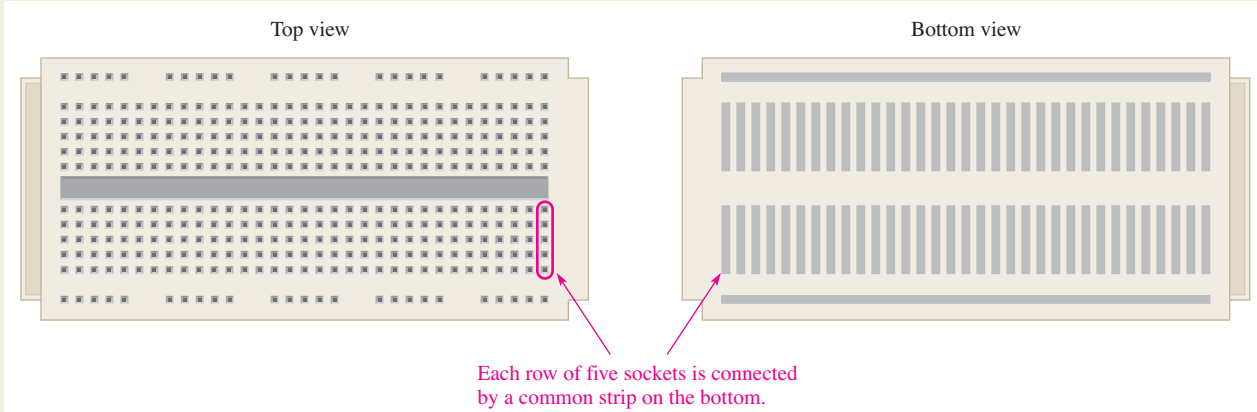 Top view
Bottom view
Each row of five sockets is connected
by a common strip on the bottom.